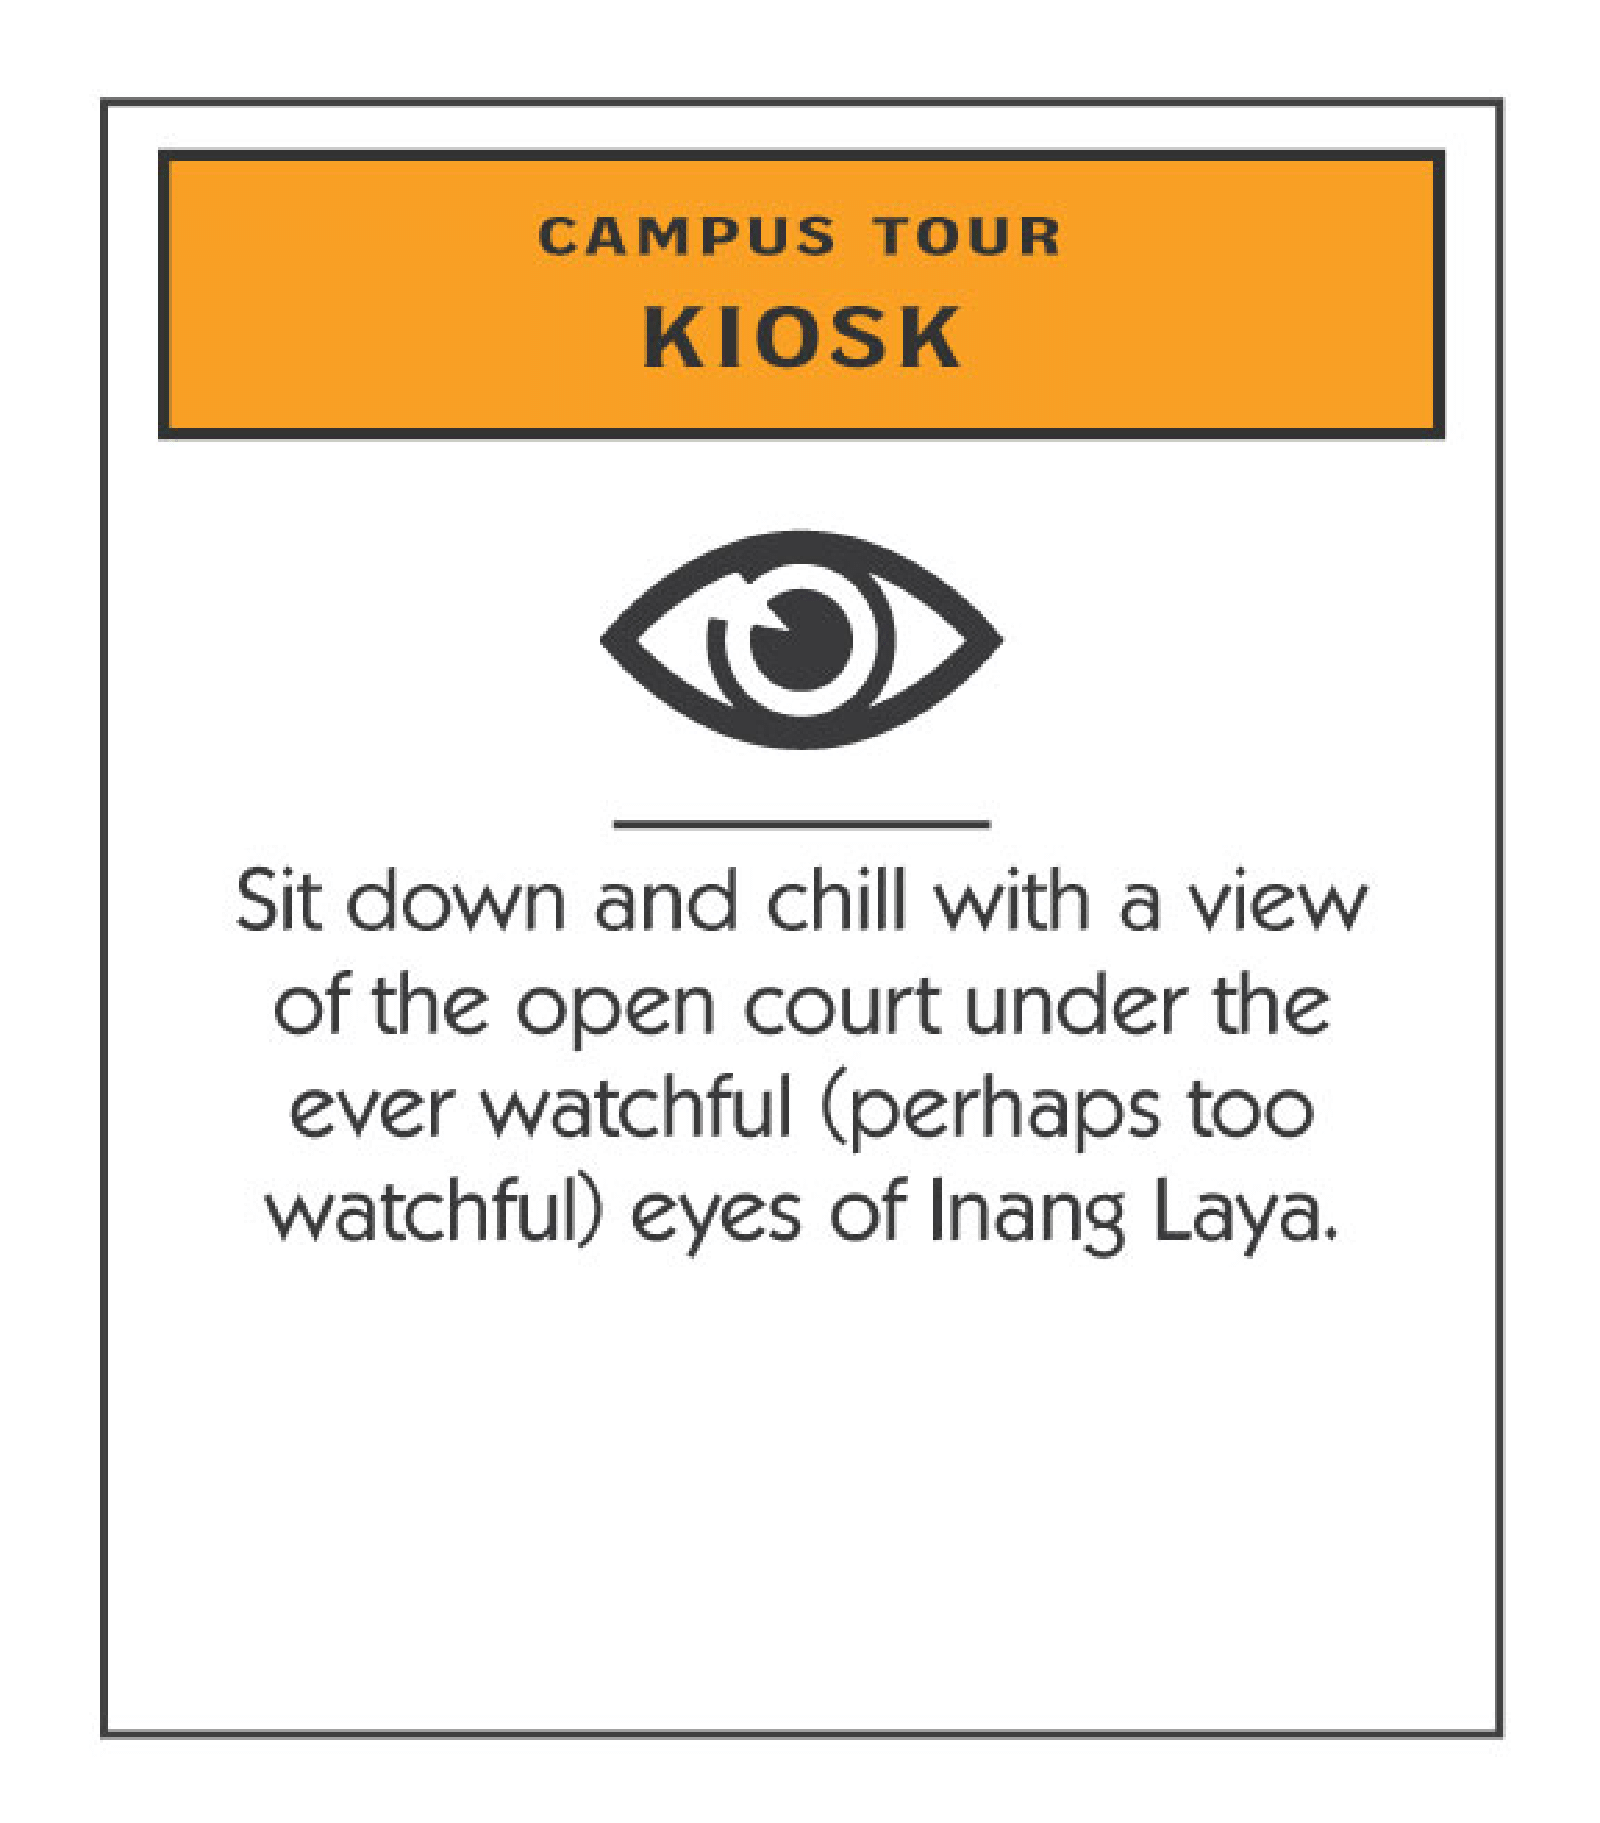 CAMPUS TOUR
KIOSK
Sit down and chill with a view
of the open court under the
ever watchful (perhaps too
watchful) eyes of Inang Laya.